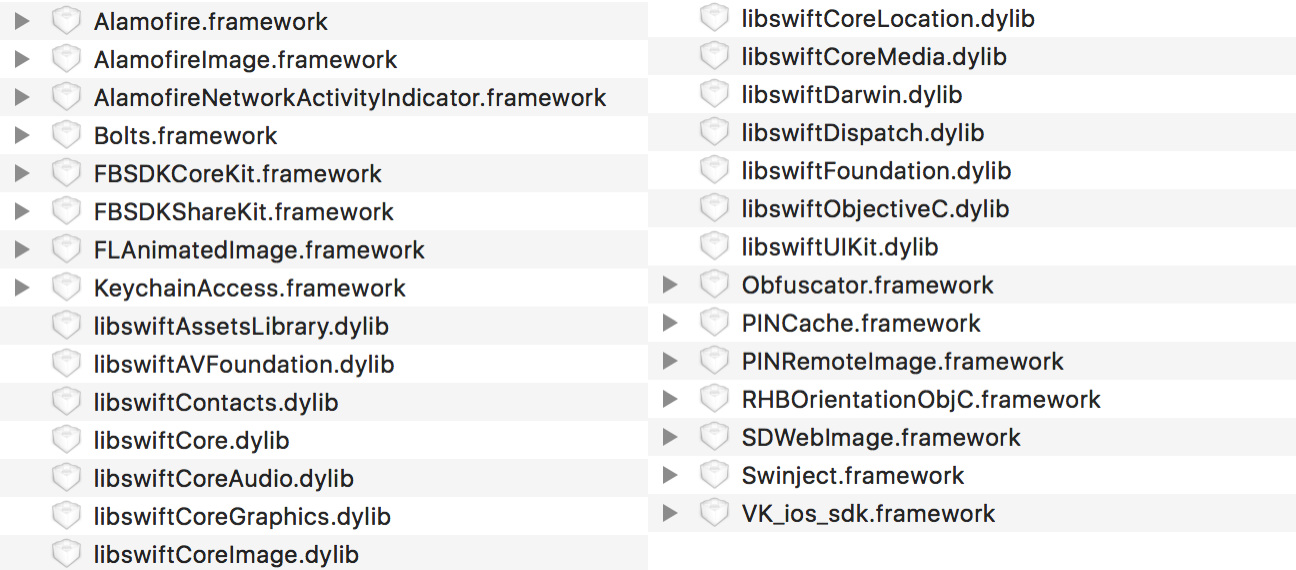 Alamofire.framework
AlamofireImage.framework
AlamofireNetworkActivityIndicator.framework
Bolts.framework
FBSDKCoreKit.framework
FBSDKShareKit.framework
FLAnimatedImage.framework
KeychainAccess.framework
libswiftAssetsLibrary.dylib
libswiftAVFoundation.dylib
libswiftContacts.dylib
libswiftCore.dylib
libswiftCoreAudio.dylib
libswiftCoreGraphics.dylib
libswiftCoreImage.dylib
libswiftCoreLocation.dylib
libswiftCoreMedia.dylib
libswiftDarwin.dylib
libswiftDispatch.dylib
libswiftFoundation.dylib
libswiftObjectiveC.dylib
libswiftUIKit.dylib
Obfuscator.framework
PINCache.framework
PINRemoteImage.framework
RHBOrientationObjC.framework
SDWebImage.framework
Swinject.framework
VK_ios_sdk.framework